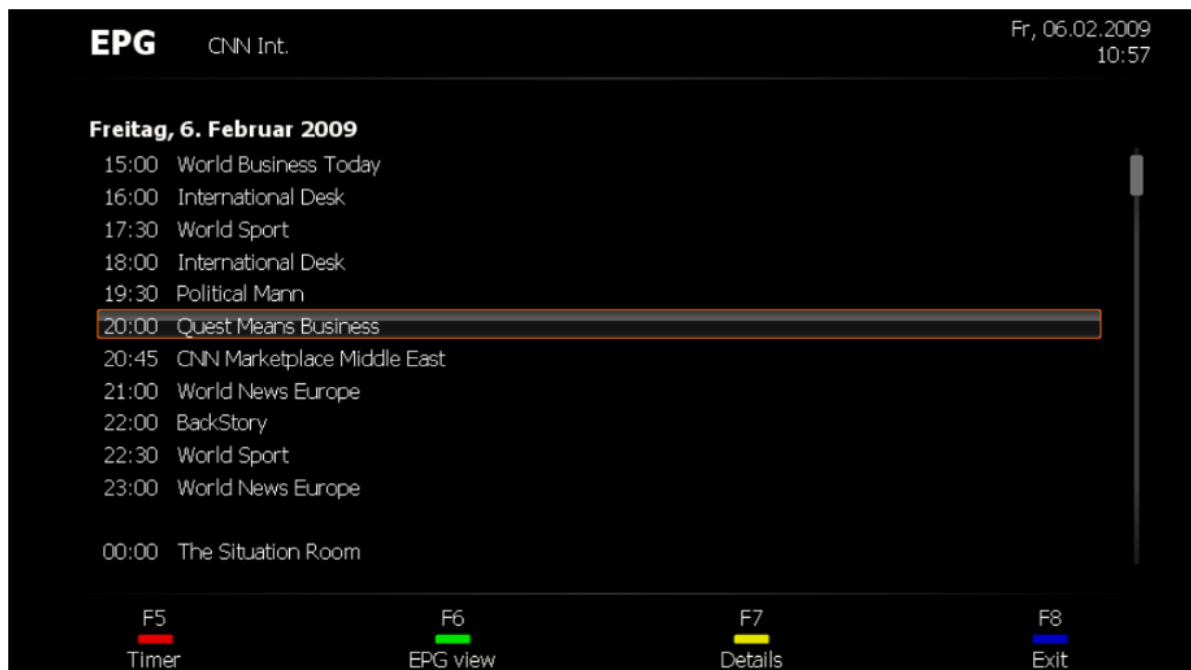 EPG CNN Int. Fr, 06.02.2009
10:57
Freitag, 6. Februar 2009
15:00 World Business Today
16:00 International Desk
17:30 World Sport
18:00 International Desk
19:30 Political Mann
20:00 Quest Means Business
20:45 CNN Marketplace Middle East
21:00 World News Europe
22:00 BackStory
22:30 World Sport
23:00 World News Europe
00:00 The Situation Room
F5 F6 F7 F8
Timer EPG view Details Exit